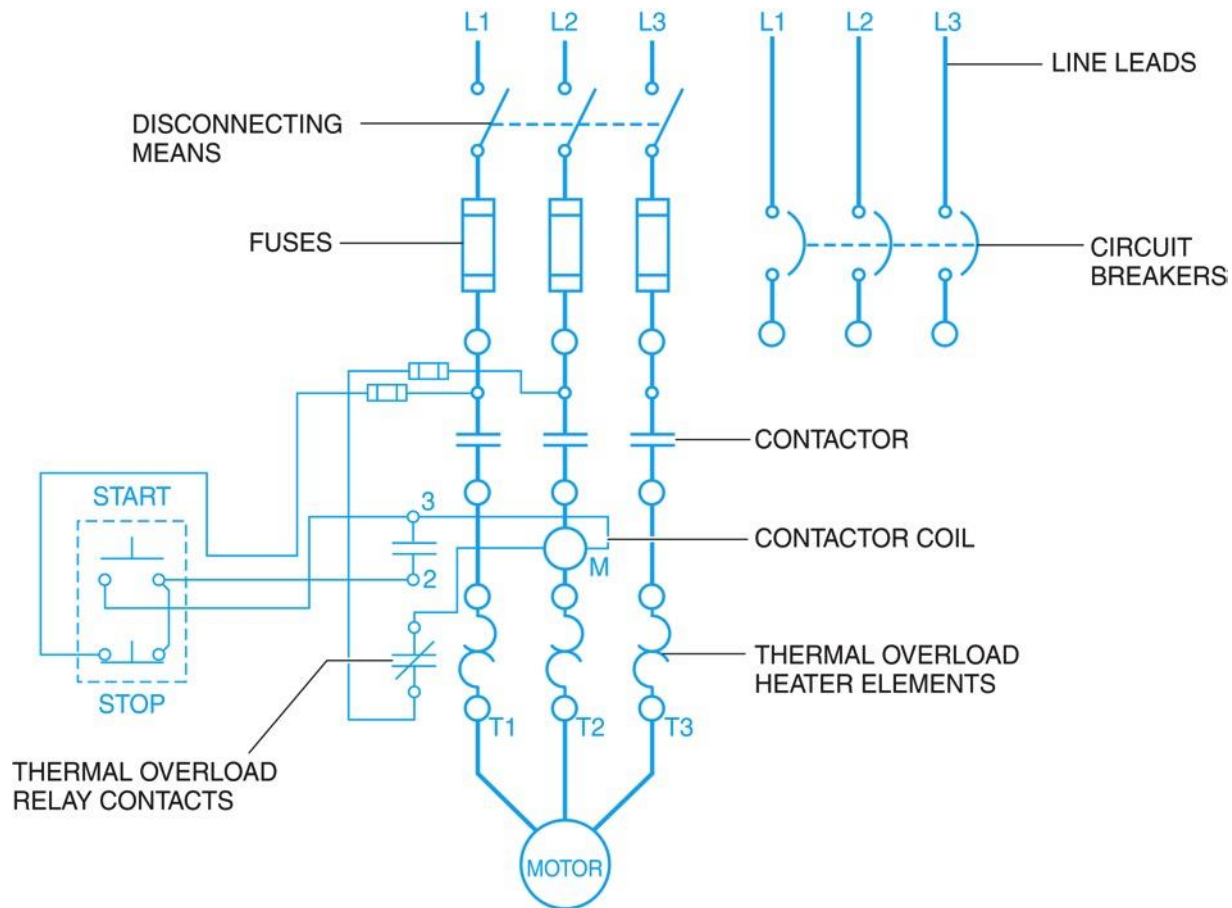 L1 L2 L3
L1 L2 L3
LINE LEADS
DISCONNECTING
MEANS
FUSES
CIRCUIT
BREAKERS
CONTACTOR
START
3
CONTACTOR COIL
M
2
THERMAL OVERLOAD
HEATER ELEMENTS
STOP
T1 T2 T3
THERMAL OVERLOAD
RELAY CONTACTS
MOTOR